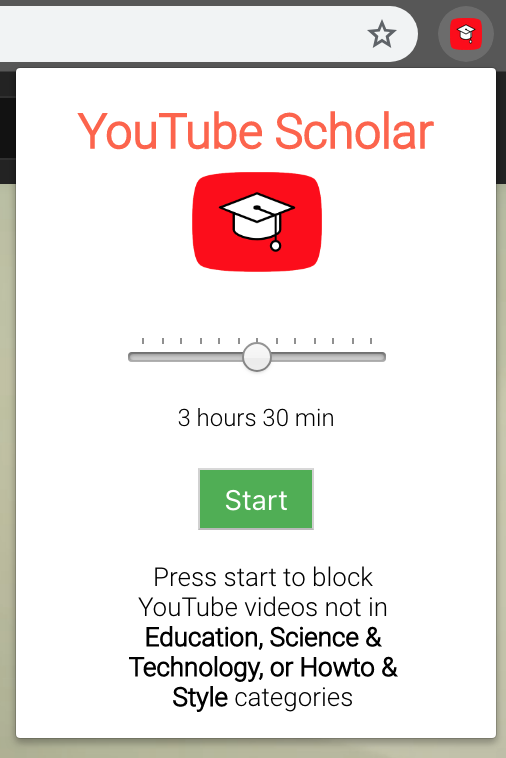 YouTube Scholar
3 hours 30 min
Start
Press start to block
YouTube videos not in
Education, Science &
Technology, or Howto &
Style categories